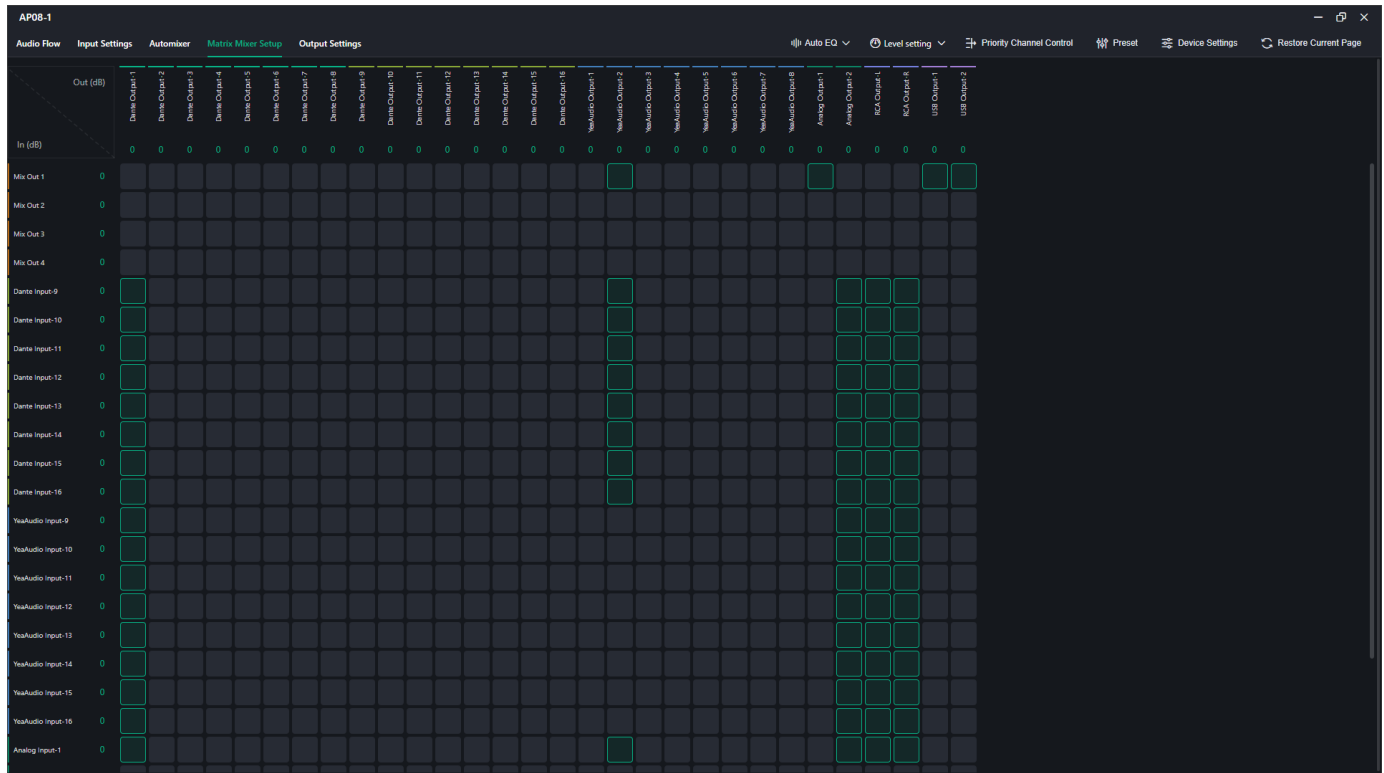 AP08-1
Audio Flow Input Settings Automixer Matrix Mixer Setup Output Settings Auto EQ Level setting Priority Channel Control Preset Device Settings Restore Current Page
Out (dB)
In (dB)
Dante Output-1
Dante Output-2
Dante Output-3
Dante Output-4
Dante Output-5
Dante Output-6
Dante Output-7
Dante Output-8
Dante Output-9
Dante Output-10
Dante Output-11
Dante Output-12
Dante Output-13
Dante Output-14
Dante Output-15
Dante Output-16
YeaAudio Output-1
YeaAudio Output-2
YeaAudio Output-3
YeaAudio Output-4
YeaAudio Output-5
YeaAudio Output-6
YeaAudio Output-7
YeaAudio Output-8
Analog Output-1
Analog Output-2
RCA Output-L
RCA Output-R
USB Output-1
USB Output-2
0 0 0 0 0 0 0 0 0 0 0 0 0 0 0 0 0 0 0 0 0 0 0 0 0 0 0 0 0 0
Mix Out 1 0
Mix Out 2 0
Mix Out 3 0
Mix Out 4 0
Dante Input-9 0
Dante Input-10 0
Dante Input-11 0
Dante Input-12 0
Dante Input-13 0
Dante Input-14 0
Dante Input-15 0
Dante Input-16 0
YeaAudio Input-9 0
YeaAudio Input-10 0
YeaAudio Input-11 0
YeaAudio Input-12 0
YeaAudio Input-13 0
YeaAudio Input-14 0
YeaAudio Input-15 0
YeaAudio Input-16 0
Analog Input-1 0